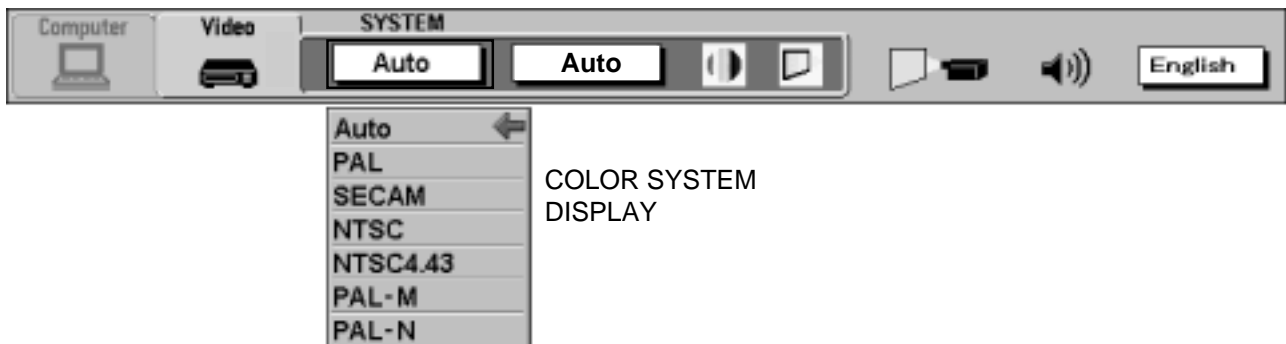 Computer Video SYSTEM
Auto Auto English
Auto
PAL
SECAM
NTSC
NTSC4.43
PAL-M
PAL-N
COLOR SYSTEM
DISPLAY